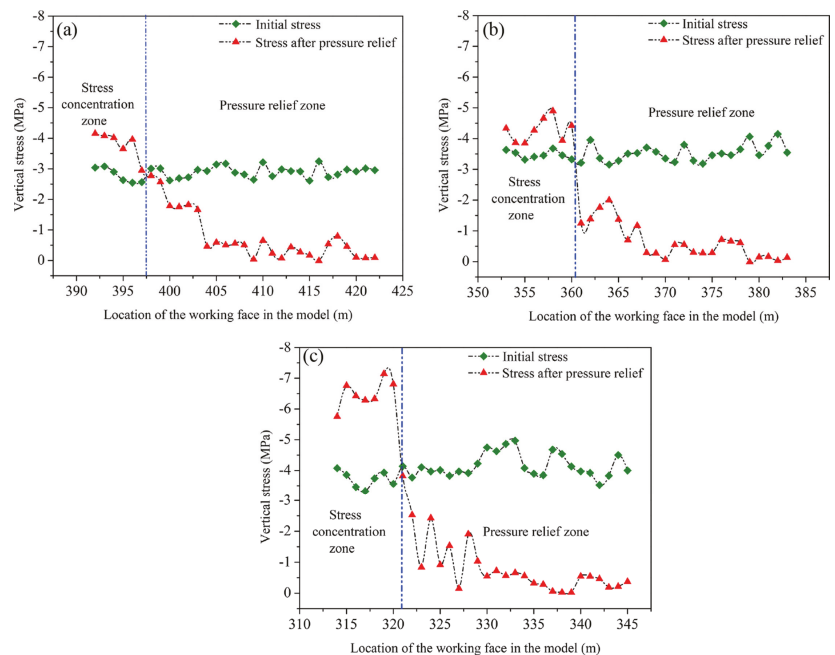 (a)
Initial stress
Stress after pressure relief
Stress
concentration
zone
Pressure relief zone
Vertical stress (MPa)
-8
-7
-6
-5
-4
-3
-2
-1
0
390 395 400 405 410 415 420 425
Location of the working face in the model (m)
(b)
Initial stress
Stress after pressure relief
Pressure relief zone
Stress
concentration
zone
Vertical stress (MPa)
-8
-7
-6
-5
-4
-3
-2
-1
0
350 355 360 365 370 375 380 385
Location of the working face in the model (m)
(c)
Initial stress
Stress after pressure relief
Stress
concentration
zone
Pressure relief zone
Vertical stress (MPa)
-8
-7
-6
-5
-4
-3
-2
-1
0
310 315 320 325 330 335 340 345
Location of the working face in the model (m)